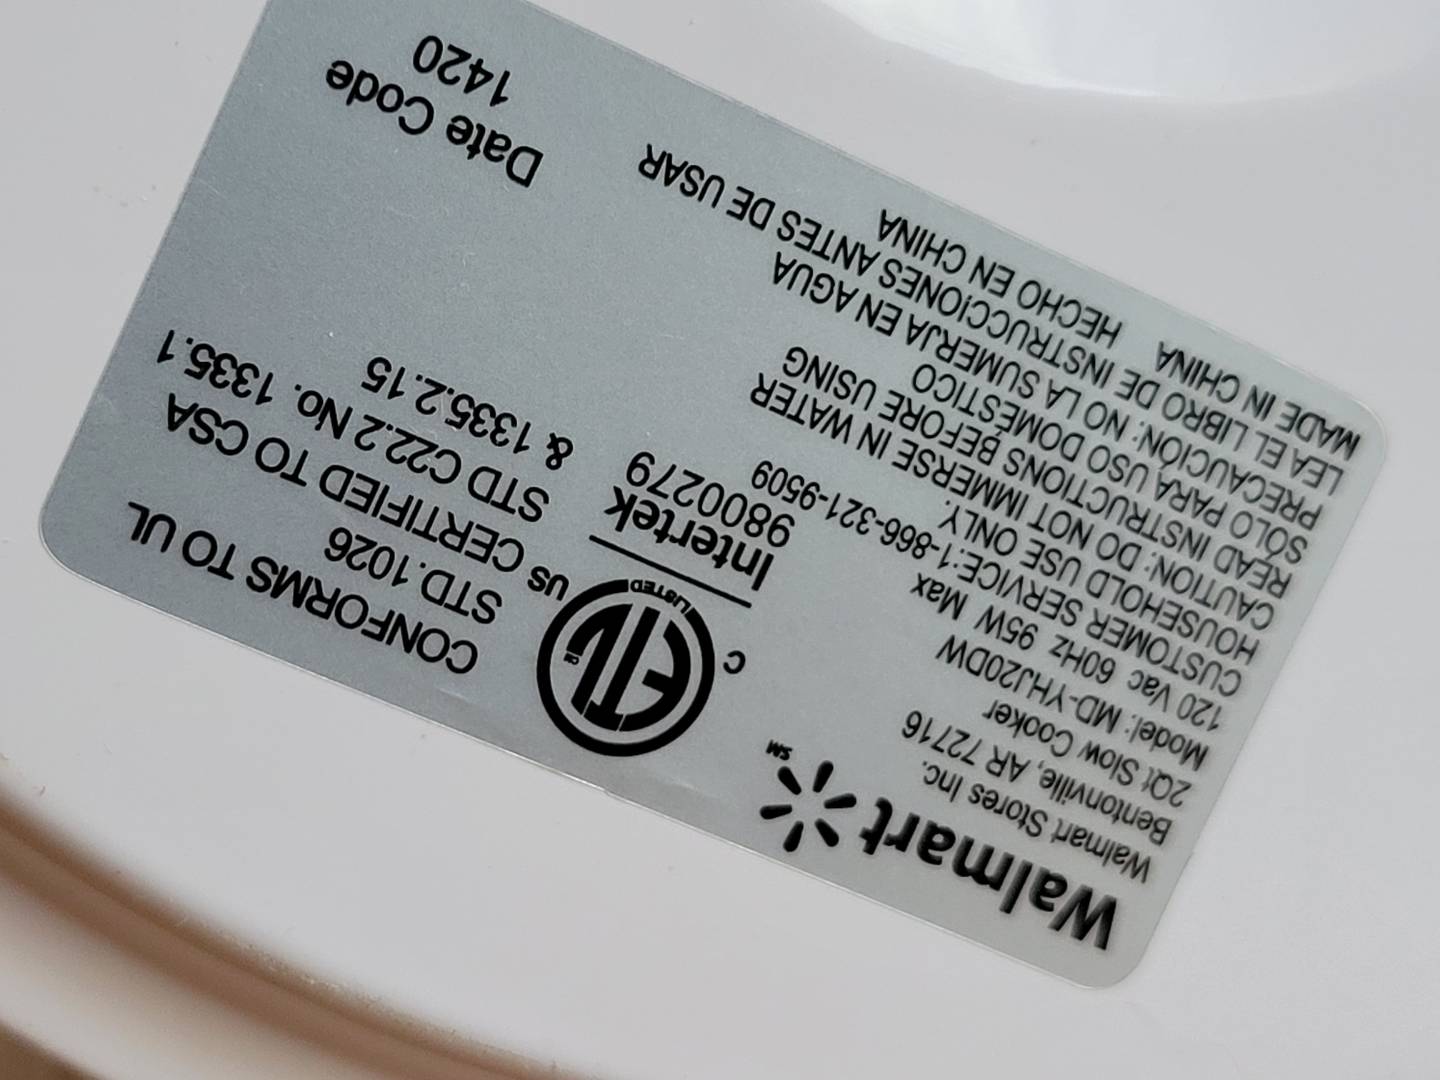 Walmart
SM
Walmart Stores Inc.
Bentonville, AR 72716
2Qt Slow Cooker
Model: MD-YHJ20DW
120 Vac 60Hz 95W Max
CUSTOMER SERVICE:1-866-321-9509
HOUSEHOLD USE ONLY.
CAUTION: DO NOT IMMERSE IN WATER
READ INSTRUCTIONS BEFORE USING
SÓLO PARA USO DOMÉSTICO
PRECAUCIÓN: NO LA SUMERJA EN AGUA
LEA EL LIBRO DE INSTRUCCIONES ANTES DE USAR
MADE IN CHINA HECHO EN CHINA
C ETL CM US
LISTED
Intertek
9800279
CONFORMS TO UL
STD.1026
CERTIFIED TO CSA
STD C22.2 No. 1335.1
& 1335.2.15
Date Code
1420